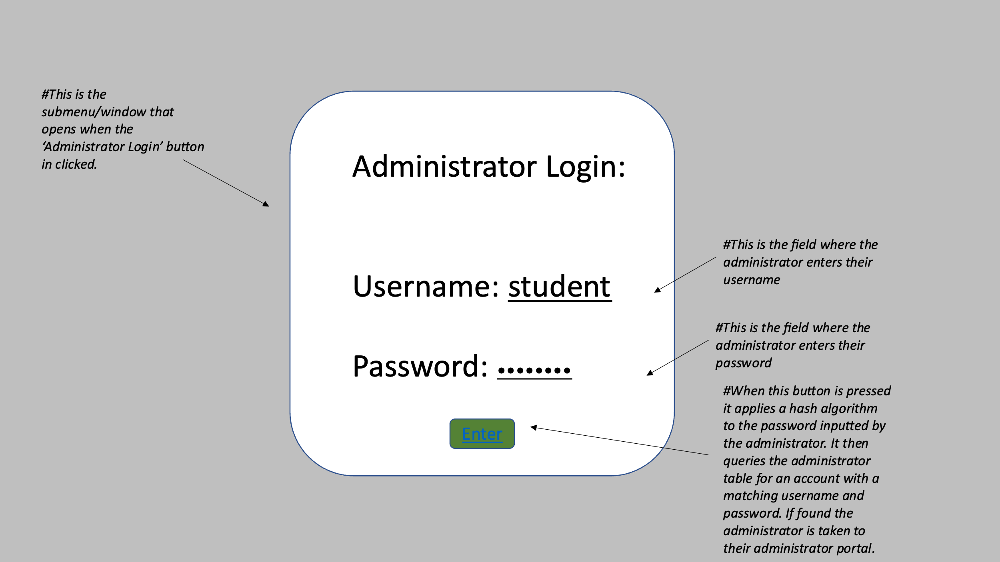 #This is the
submenu/window that
opens when the
‘Administrator Login’ button
in clicked.
Administrator Login:
#This is the field where the
administrator enters their
username
Username: student
#This is the field where the
administrator enters their
password
Password: ••••••••
#When this button is pressed
it applies a hash algorithm
to the password inputted by
the administrator. It then
queries the administrator
table for an account with a
matching username and
password. If found the
administrator is taken to
their administrator portal.
Enter